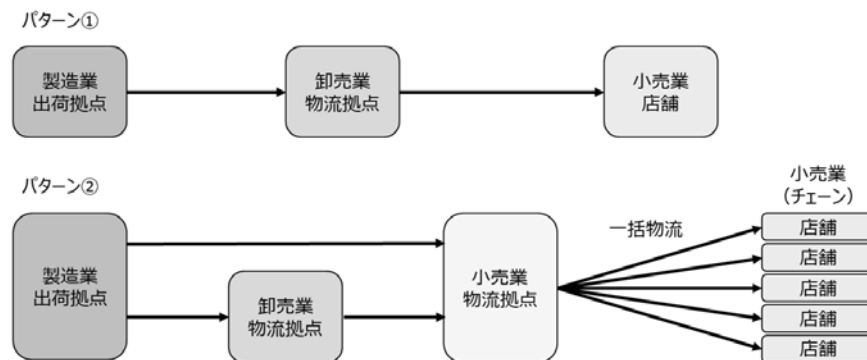 パターン①
製造業
出荷拠点
卸売業
物流拠点
小売業
店舗
パターン②
製造業
出荷拠点
卸売業
物流拠点
小売業
物流拠点
一括物流
小売業
（チェーン）
店舗
店舗
店舗
店舗
店舗